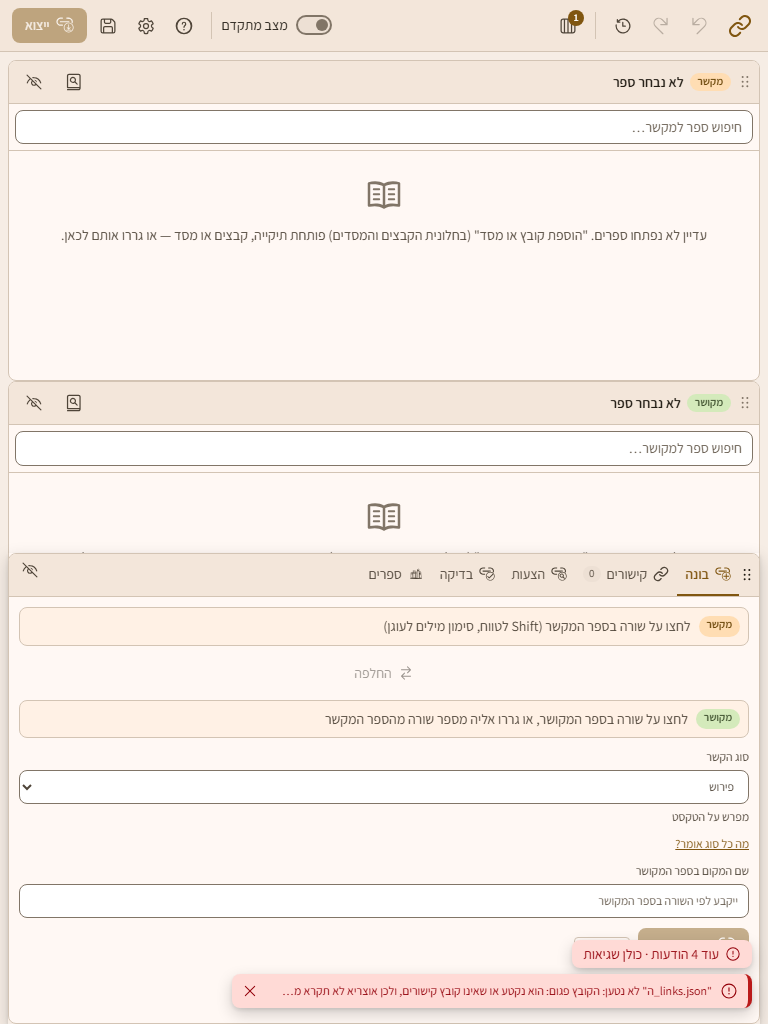 מצב מתקדם
ייצוא
1
מקשר
לא נבחר ספר
חיפוש ספר למקשר…
עדיין לא נפתחו ספרים. "הוספת קובץ או מסד" (בחלונית הקבצים והמסדים) פותחת תיקייה, קבצים או מסד — או גררו אותם לכאן.
מקושר
לא נבחר ספר
חיפוש ספר למקושר…
בונה
קישורים
0
הצעות
בדיקה
ספרים
מקשר
לחצו על שורה בספר המקשר (Shift לטווח, סימון מילים לעוגן)
החלפה
מקושר
לחצו על שורה בספר המקושר, או גררו אליה מספר שורה מהספר המקשר
סוג הקשר
פירוש
מפרש על הטקסט
מה כל סוג אומר?
שם המקום בספר המקושר
ייקבע לפי השורה בספר המקושר
עוד 4 הודעות · כולן שגיאות
"ה_links.json" לא נטען: הקובץ פגום: הוא נקטע או שאינו קובץ קישורים, ולכן אוצריא לא תקרא מ…